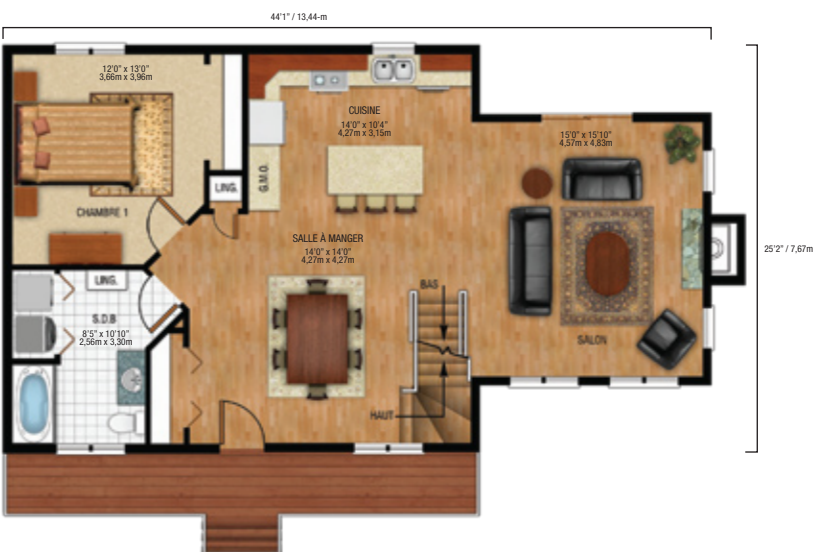 44'1" / 13,44-m
12'0" x 13'0"
3,66m x 3,96m
CUISINE
14'0" x 10'4"
4,27m x 3,15m
15'0" x 15'10"
4,57m x 4,83m
LING.
G.M.O.
CHAMBRE 1
SALLE À MANGER
14'0" x 14'0"
4,27m x 4,27m
25'2" / 7,67m
LING.
BAS
S.D.B
8'5" x 10'10"
2,56m x 3,30m
SALON
HAUT